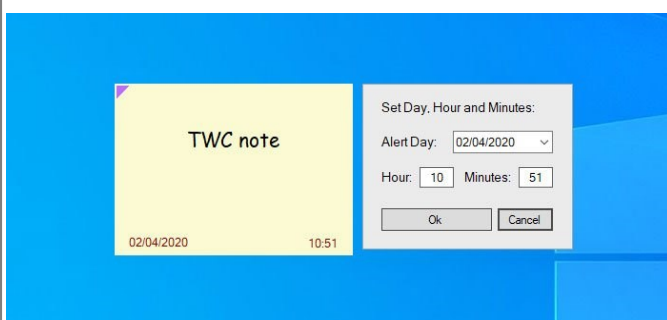 TWC note
02/04/2020 10:51
Set Day, Hour and Minutes:
Alert Day: 02/04/2020
Hour: 10 Minutes: 51
Ok Cancel